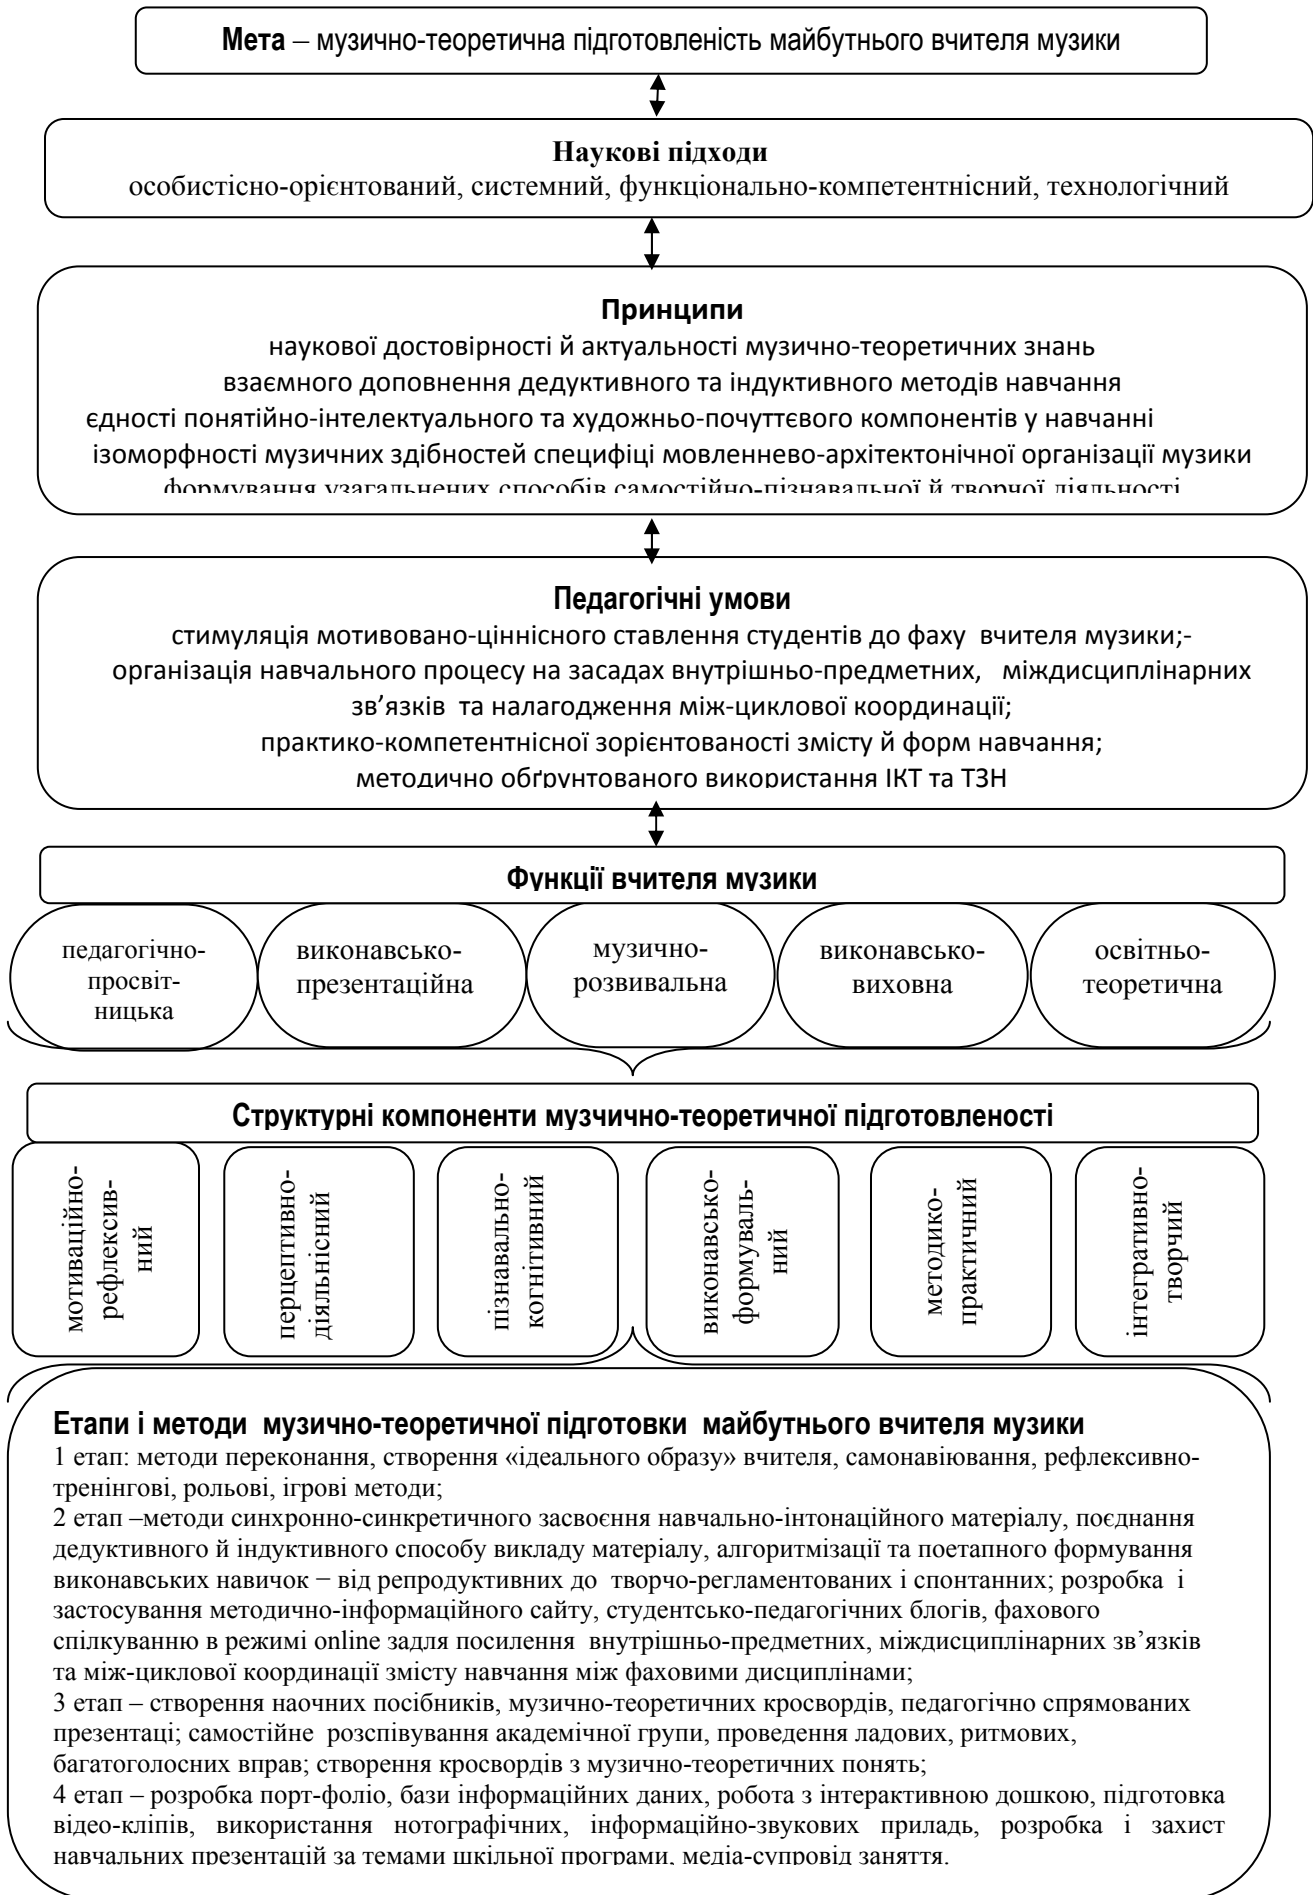 Мета – музично-теоретична підготовленість майбутнього вчителя музики
Наукові підходи
особистісно-орієнтований, системний, функціонально-компетентнісний, технологічний
Принципи
наукової достовірності й актуальності музично-теоретичних знань
взаємного доповнення дедуктивного та індуктивного методів навчання
єдності понятійно-інтелектуального та художньо-почуттєвого компонентів у навчанні
ізоморфності музичних здібностей специфіці мовленнєво-архітектонічної організації музики
формування узагальнених способів самостійно-пізнавальної й творчої діяльності
Педагогічні умови
стимуляція мотивовано-ціннісного ставлення студентів до фаху вчителя музики;-
організація навчального процесу на засадах внутрішньо-предметних, міждисциплінарних
зв’язків та налагодження між-циклової координації;
практико-компетентнісної зорієнтованості змісту й форм навчання;
методично обґрунтованого використання ІКТ та ТЗН
Функції вчителя музики
педагогічно-
просвіт-
ницька
виконавсько-
презентаційна
музично-
розвивальна
виконавсько-
виховна
освітньо-
теоретична
Структурні компоненти музчично-теоретичної підготовленості
мотиваційно-
рефлексив-
ний
перцептивно-
діяльнісний
пізнавально-
когнітивний
виконавсько-
формуваль-
ний
методико-
практичний
інтегративно-
творчий
Етапи і методи музично-теоретичної підготовки майбутнього вчителя музики
1 етап: методи переконання, створення «ідеального образу» вчителя, самонавіювання, рефлексивно-
тренінгові, рольові, ігрові методи;
2 етап –методи синхронно-синкретичного засвоєння навчально-інтонаційного матеріалу, поєднання
дедуктивного й індуктивного способу викладу матеріалу, алгоритмізації та поетапного формування
виконавських навичок − від репродуктивних до творчо-регламентованих і спонтанних; розробка і
застосування методично-інформаційного сайту, студентсько-педагогічних блогів, фахового
спілкуванню в режимі online задля посилення внутрішньо-предметних, міждисциплінарних зв’язків
та між-циклової координації змісту навчання між фаховими дисциплінами;
3 етап – створення наочних посібників, музично-теоретичних кросвордів, педагогічно спрямованих
презентаці; самостійне розспівування академічної групи, проведення ладових, ритмових,
багатоголосних вправ; створення кросвордів з музично-теоретичних понять;
4 етап – розробка порт-фоліо, бази інформаційних даних, робота з інтерактивною дошкою, підготовка
відео-кліпів, використання нотографічних, інформаційно-звукових приладь, розробка і захист
навчальних презентацій за темами шкільної програми, медіа-супровід заняття.